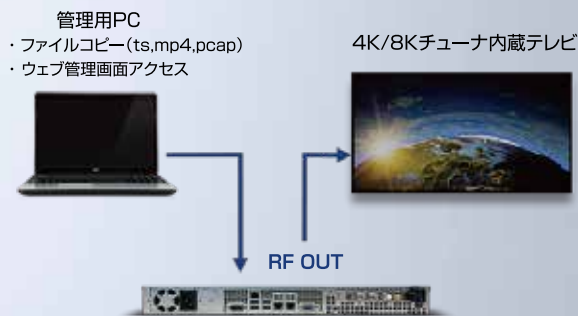 管理用PC
・ファイルコピー(ts,mp4,pcap)
・ウェブ管理画面アクセス
4K/8Kチューナ内蔵テレビ
RF OUT